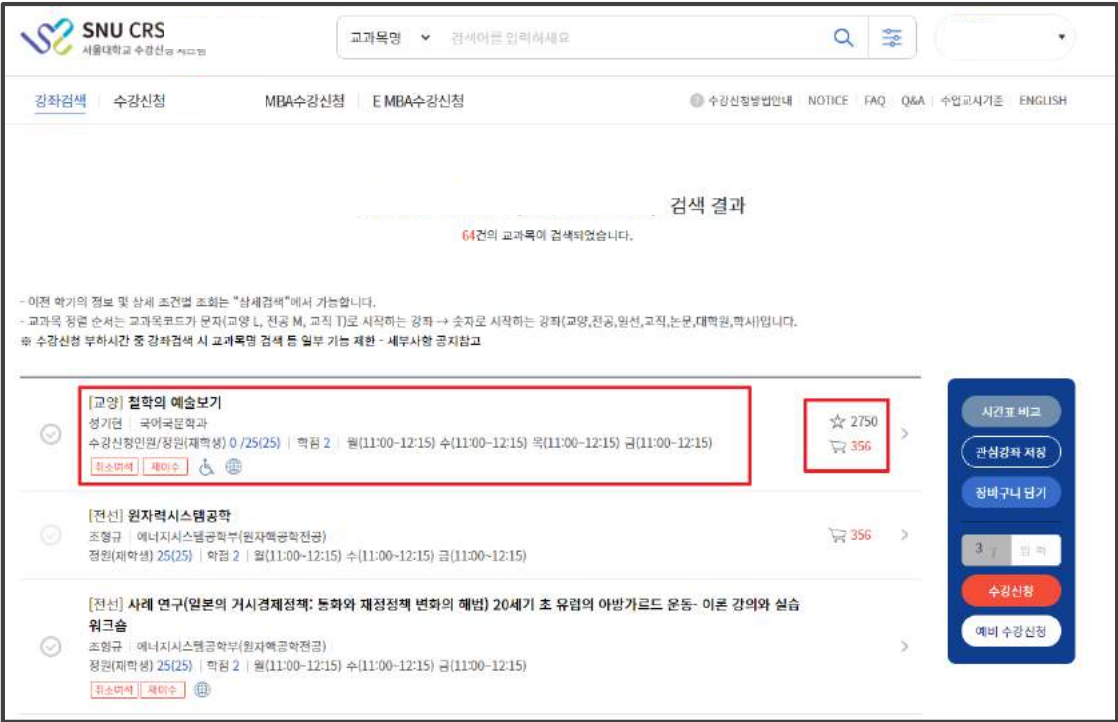 SNU CRS
서울대학교 수강신청 시스템
교과목명 검색어를 입력하세요
강좌검색 수강신청 MBA수강신청 E MBA수강신청 수강신청방법안내 NOTICE FAQ Q&A 수업교시기준 ENGLISH
검색 결과
64건의 교과목이 검색되었습니다.
- 이전 학기의 정보 및 상세 조건별 조회는 "상세검색"에서 가능합니다.
- 교과목 정렬 순서는 교과목코드가 문자(교양 L, 전공 M, 교직 T)로 시작하는 강좌 → 숫자로 시작하는 강좌(교양,전공,일선,교직,논문,대학원,학사)입니다.
※ 수강신청 부하시간 중 강좌검색 시 교과목명 검색 등 일부 기능 제한 - 세부사항 공지참고
[교양] 철학의 예술보기
성기현 국어국문학과
수강신청인원/정원(재학생) 0 /25(25) 학점 2 월(11:00~12:15) 수(11:00~12:15) 목(11:00~12:15) 금(11:00~12:15)
취소여석 재이수
☆ 2750
356
[전선] 원자력시스템공학
조형규 에너지시스템공학부(원자핵공학전공)
정원(재학생) 25(25) 학점 2 월(11:00~12:15) 수(11:00~12:15) 금(11:00~12:15)
356
[전선] 사례 연구(일본의 거시경제정책: 통화와 재정정책 변화의 해법) 20세기 초 유럽의 아방가르드 운동- 이론 강의와 실습
워크숍
조형규 에너지시스템공학부(원자핵공학전공)
정원(재학생) 25(25) 학점 2 월(11:00~12:15) 수(11:00~12:15) 금(11:00~12:15)
취소여석 재이수
시간표 비교
관심강좌 저장
장바구니 담기
3 7 입력
수강신청
예비 수강신청